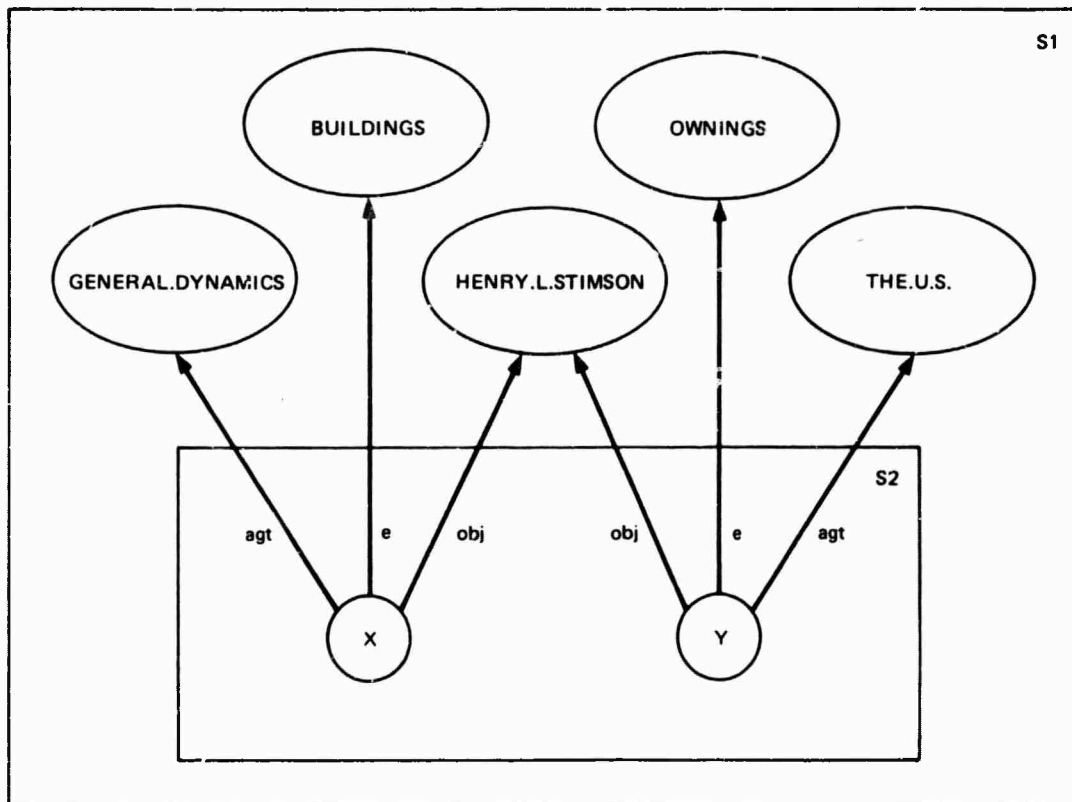 S1
BUILDINGS
OWNINGS
GENERAL.DYNAMICS
HENRY.L.STIMSON
THE.U.S.
S2
agt
e
obj
obj
e
agt
X
Y